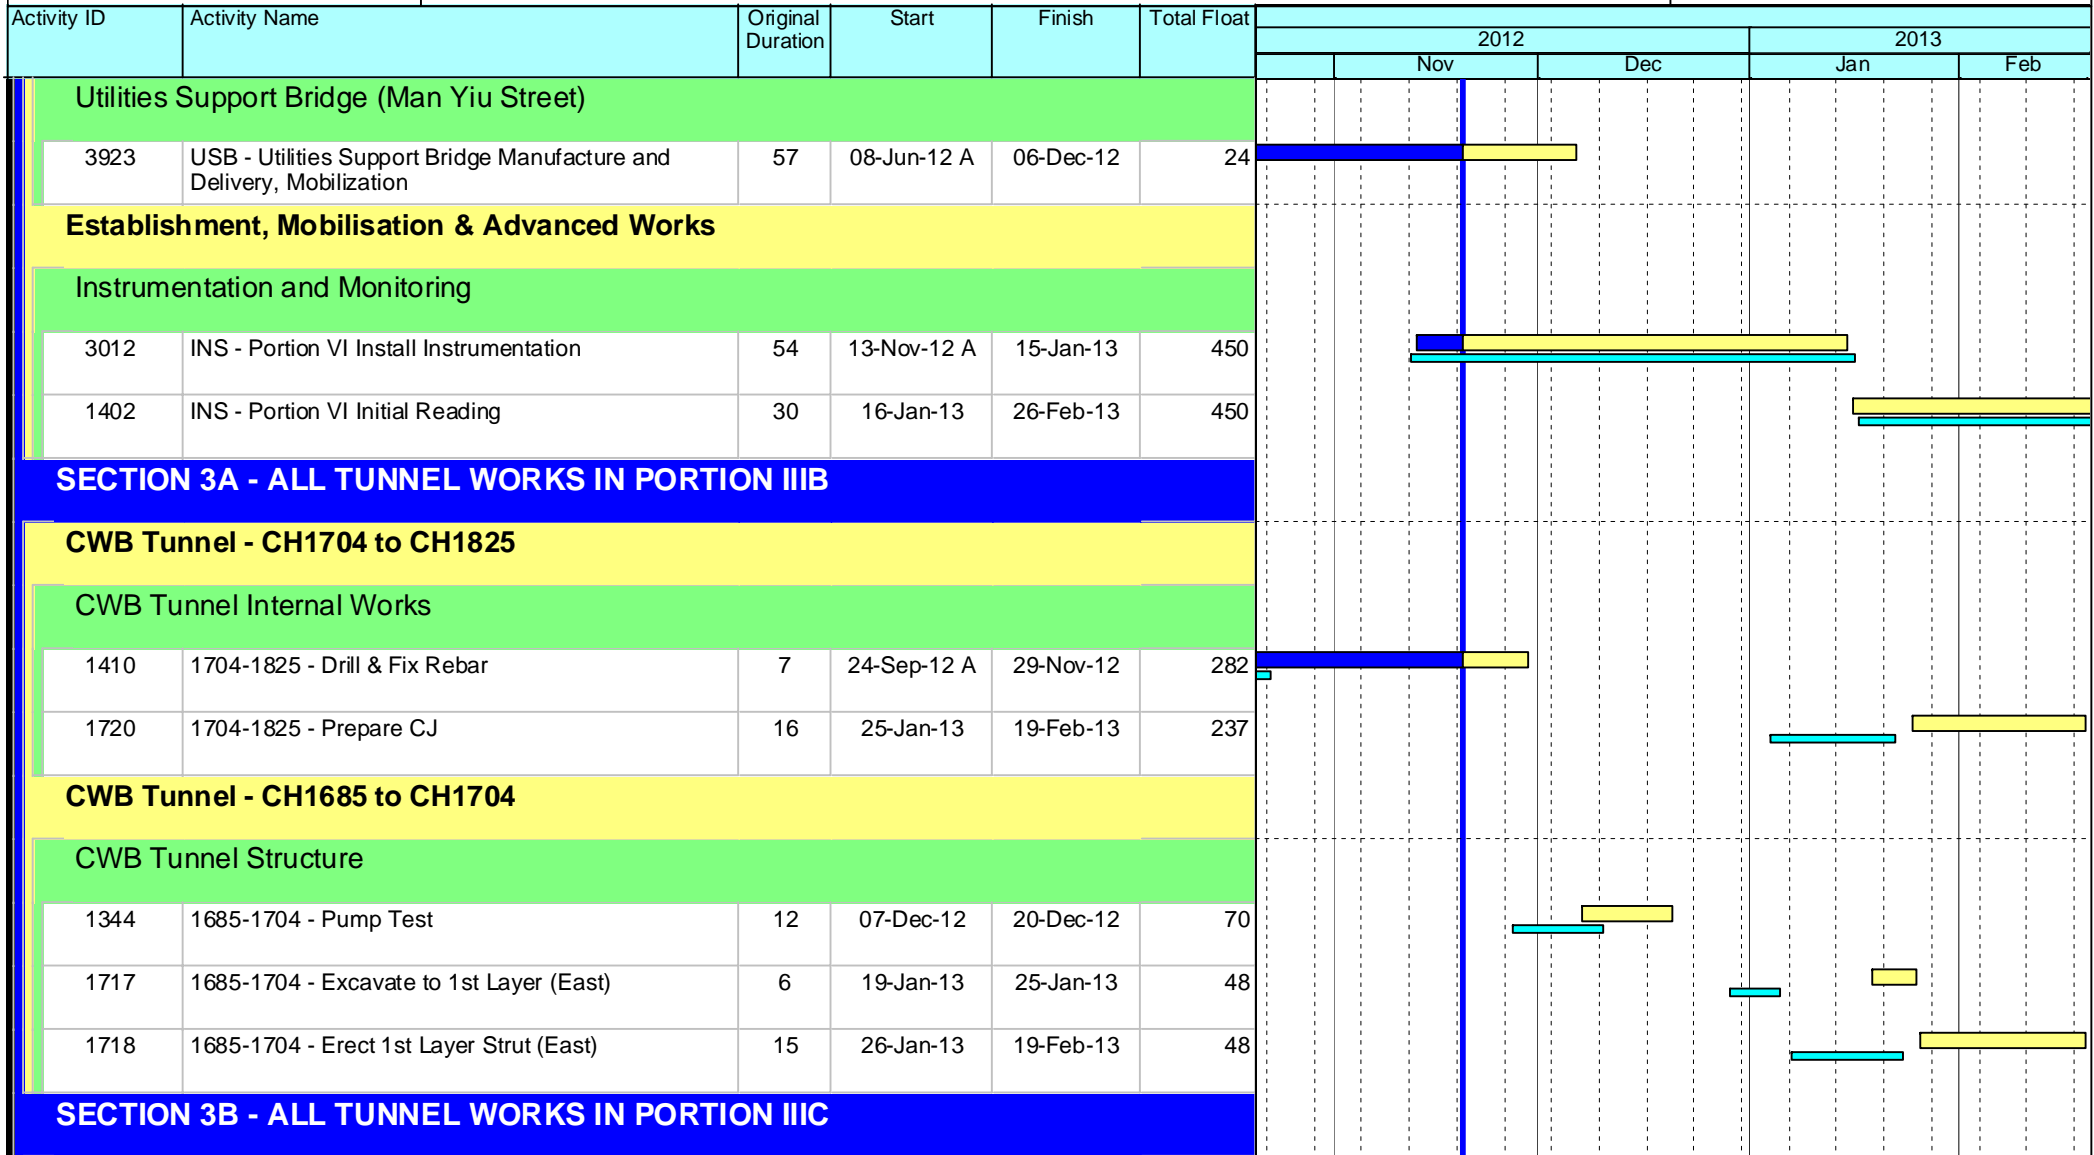 Activity ID Activity Name Original Duration Start Finish Total Float
2012 2013
Nov Dec Jan Feb
Utilities Support Bridge (Man Yiu Street)
3923 USB - Utilities Support Bridge Manufacture and 57 08-Jun-12 A 06-Dec-12 24
Delivery, Mobilization
Establishment, Mobilisation & Advanced Works
Instrumentation and Monitoring
3012 INS - Portion VI Install Instrumentation 54 13-Nov-12 A 15-Jan-13 450
1402 INS - Portion VI Initial Reading 30 16-Jan-13 26-Feb-13 450
SECTION 3A - ALL TUNNEL WORKS IN PORTION IIIB
CWB Tunnel - CH1704 to CH1825
CWB Tunnel Internal Works
1410 1704-1825 - Drill & Fix Rebar 7 24-Sep-12 A 29-Nov-12 282
1720 1704-1825 - Prepare CJ 16 25-Jan-13 19-Feb-13 237
CWB Tunnel - CH1685 to CH1704
CWB Tunnel Structure
1344 1685-1704 - Pump Test 12 07-Dec-12 20-Dec-12 70
1717 1685-1704 - Excavate to 1st Layer (East) 6 19-Jan-13 25-Jan-13 48
1718 1685-1704 - Erect 1st Layer Strut (East) 15 26-Jan-13 19-Feb-13 48
SECTION 3B - ALL TUNNEL WORKS IN PORTION IIIC